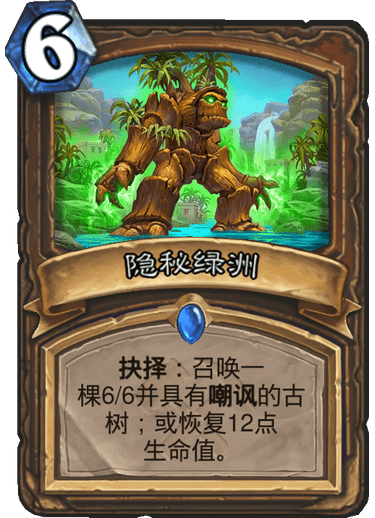 6
隐秘绿洲
抉择：召唤一
棵6/6并具有嘲讽的古
树；或恢复12点
生命值。